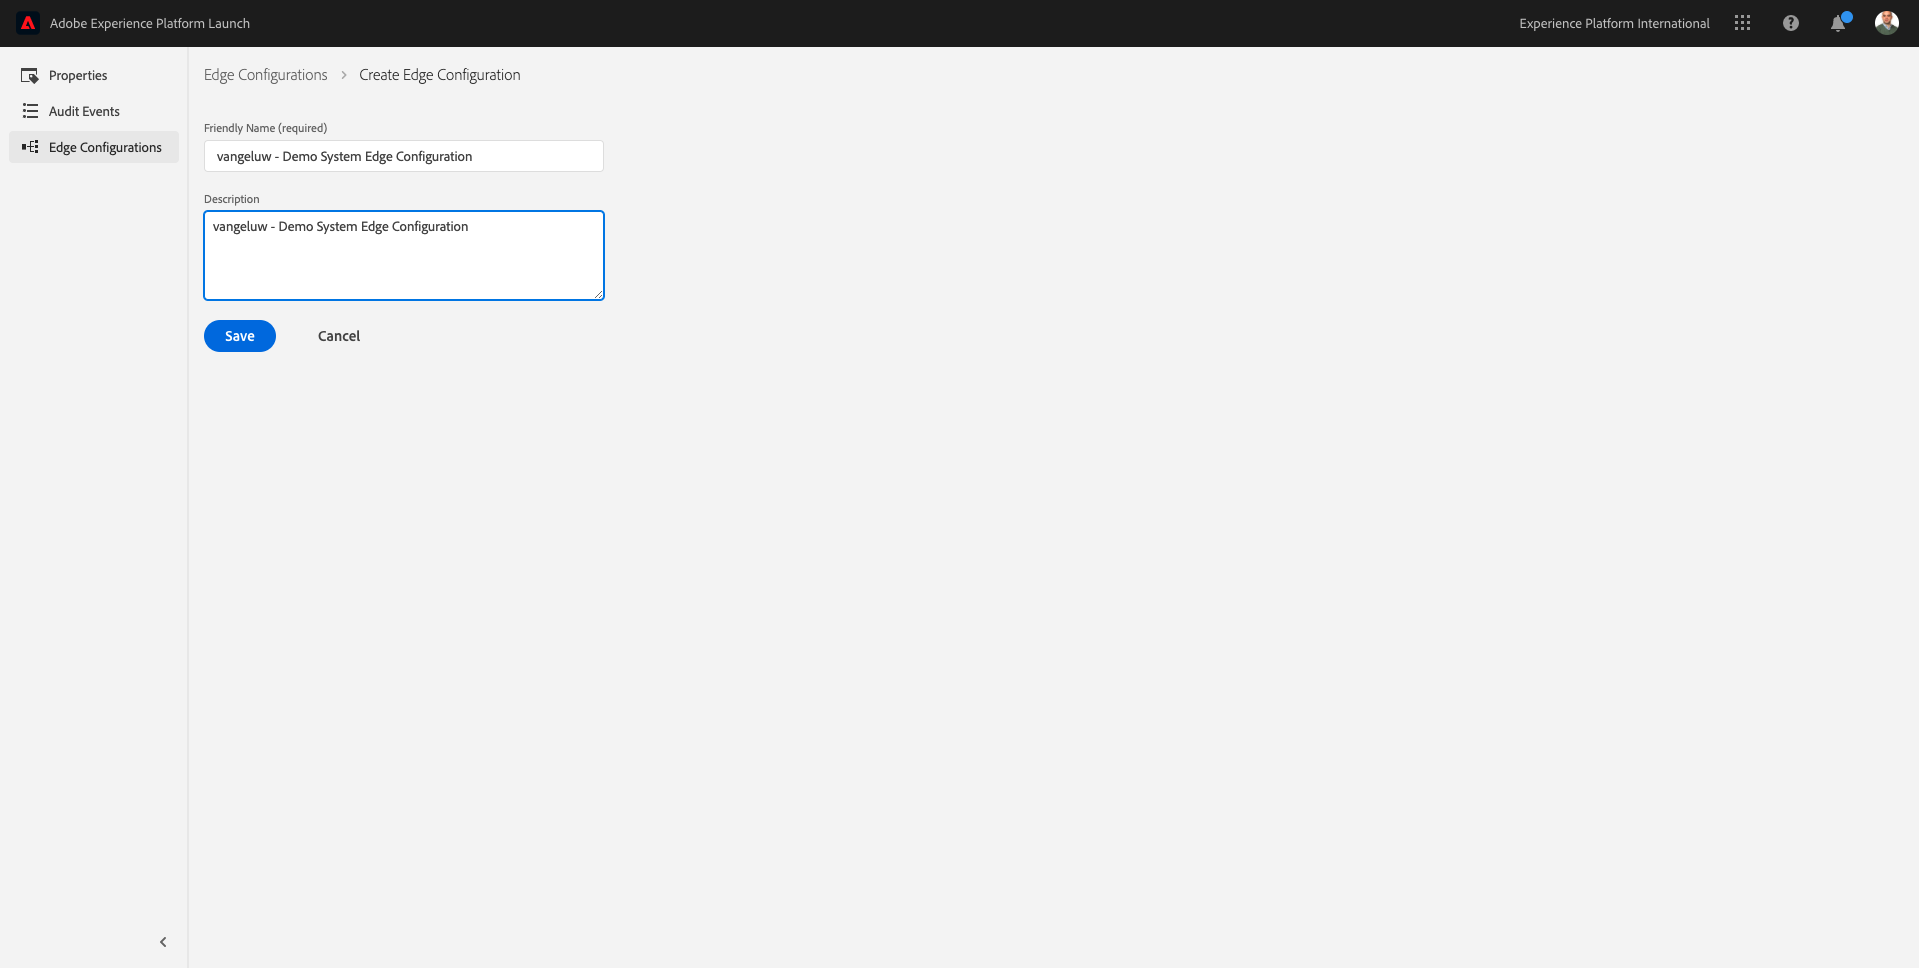 Adobe Experience Platform Launch
Experience Platform International
Properties
Audit Events
Edge Configurations
Edge Configurations > Create Edge Configuration
Friendly Name (required)
vangeluw - Demo System Edge Configuration
Description
vangeluw - Demo System Edge Configuration
Save
Cancel